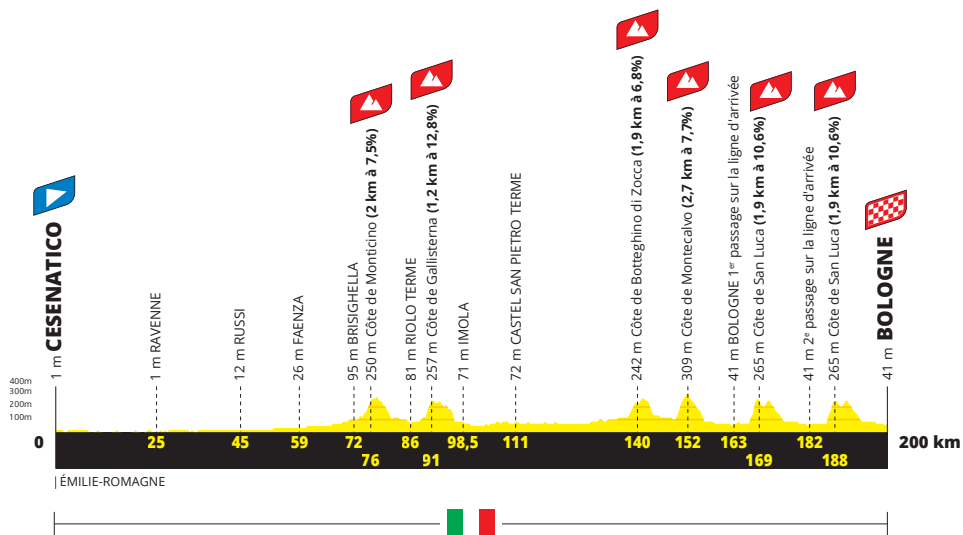 1 m CESENATICO
1 m RAVENNE
12 m RUSSI
26 m FAENZA
95 m BRISIGHELLA
250 m Côte de Monticino (2 km à 7,5%)
81 m RIOLO TERME
257 m Côte de Gallisterna (1,2 km à 12,8%)
71 m IMOLA
72 m CASTEL SAN PIETRO TERME
242 m Côte de Botteghino di Zocca (1,9 km à 6,8%)
309 m Côte de Montecalvo (2,7 km à 7,7%)
41 m BOLOGNE 1er passage sur la ligne d'arrivée
265 m Côte de San Luca (1,9 km à 10,6%)
41 m 2e passage sur la ligne d'arrivée
265 m Côte de San Luca (1,9 km à 10,6%)
41 m BOLOGNE
400m
300m
200m
100m
0 25 45 59 72 86 98,5 111 140 152 163 182 200 km
76 91 169 188
ÉMILIE-ROMAGNE